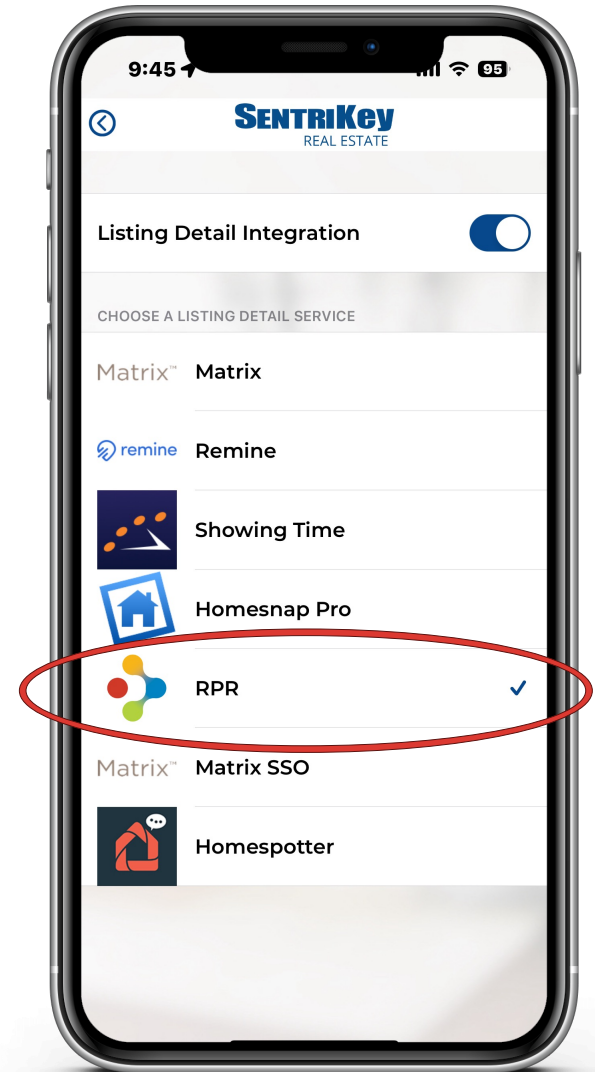 9:45
95
SENTRIKEY
REAL ESTATE
Listing Detail Integration
CHOOSE A LISTING DETAIL SERVICE
Matrix™ Matrix
remine Remine
Showing Time
Homesnap Pro
RPR
Matrix™ Matrix SSO
Homespotter